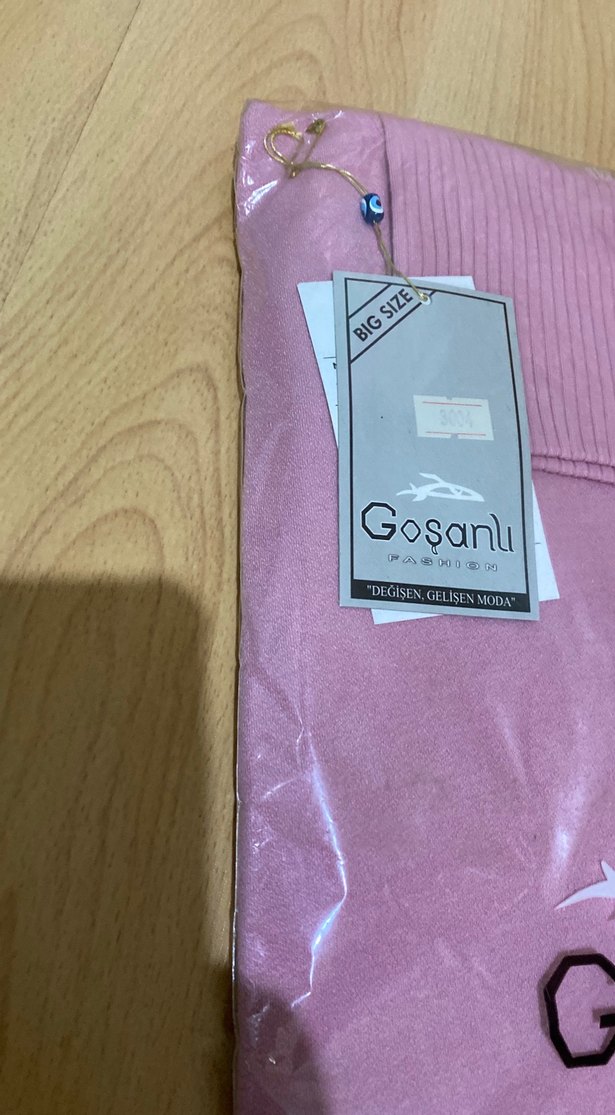 BIG SIZE
3004
Goşanlı
FASHION
"DEĞİŞEN, GELİŞEN MODA"
G